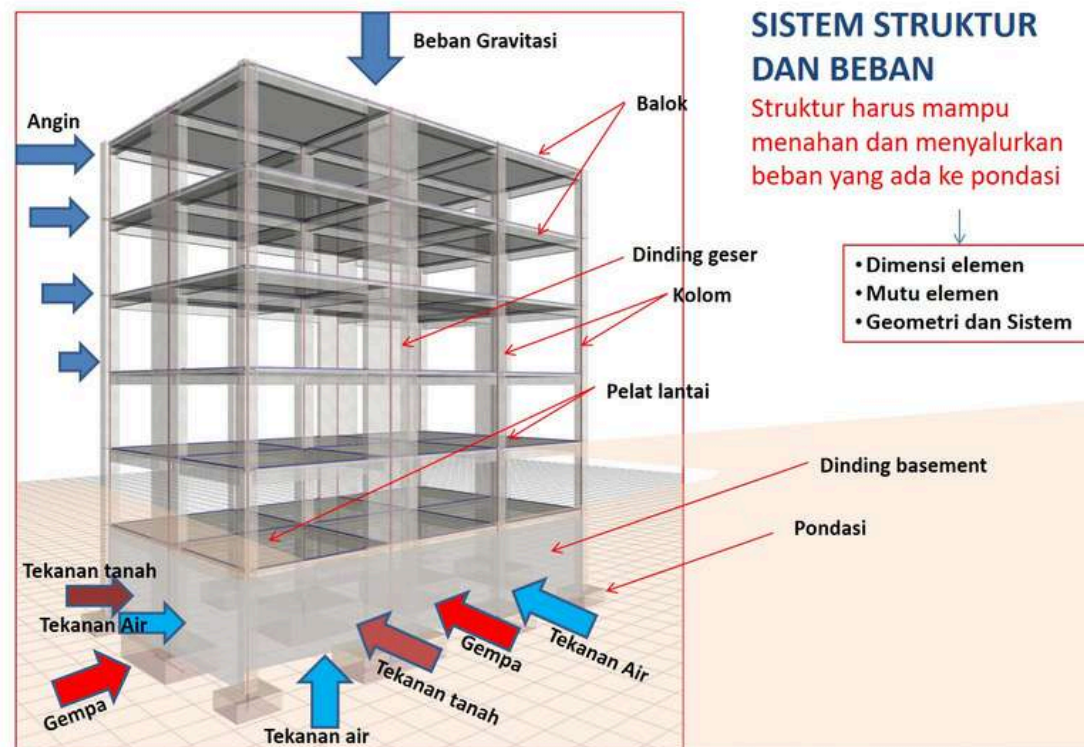 SISTEM STRUKTUR
DAN BEBAN
Struktur harus mampu
menahan dan menyalurkan
beban yang ada ke pondasi
• Dimensi elemen
• Mutu elemen
• Geometri dan Sistem
Beban Gravitasi
Angin
Balok
Dinding geser
Kolom
Pelat lantai
Dinding basement
Pondasi
Tekanan tanah
Tekanan Air
Gempa
Tekanan air
Tekanan tanah
Gempa
Tekanan Air